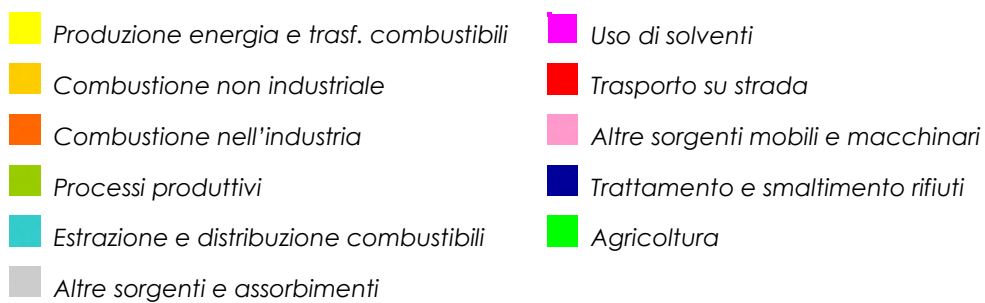 Produzione energia e trasf. combustibili
Combustione non industriale
Combustione nell'industria
Processi produttivi
Estrazione e distribuzione combustibili
Altre sorgenti e assorbimenti
Uso di solventi
Trasporto su strada
Altre sorgenti mobili e macchinari
Trattamento e smaltimento rifiuti
Agricoltura